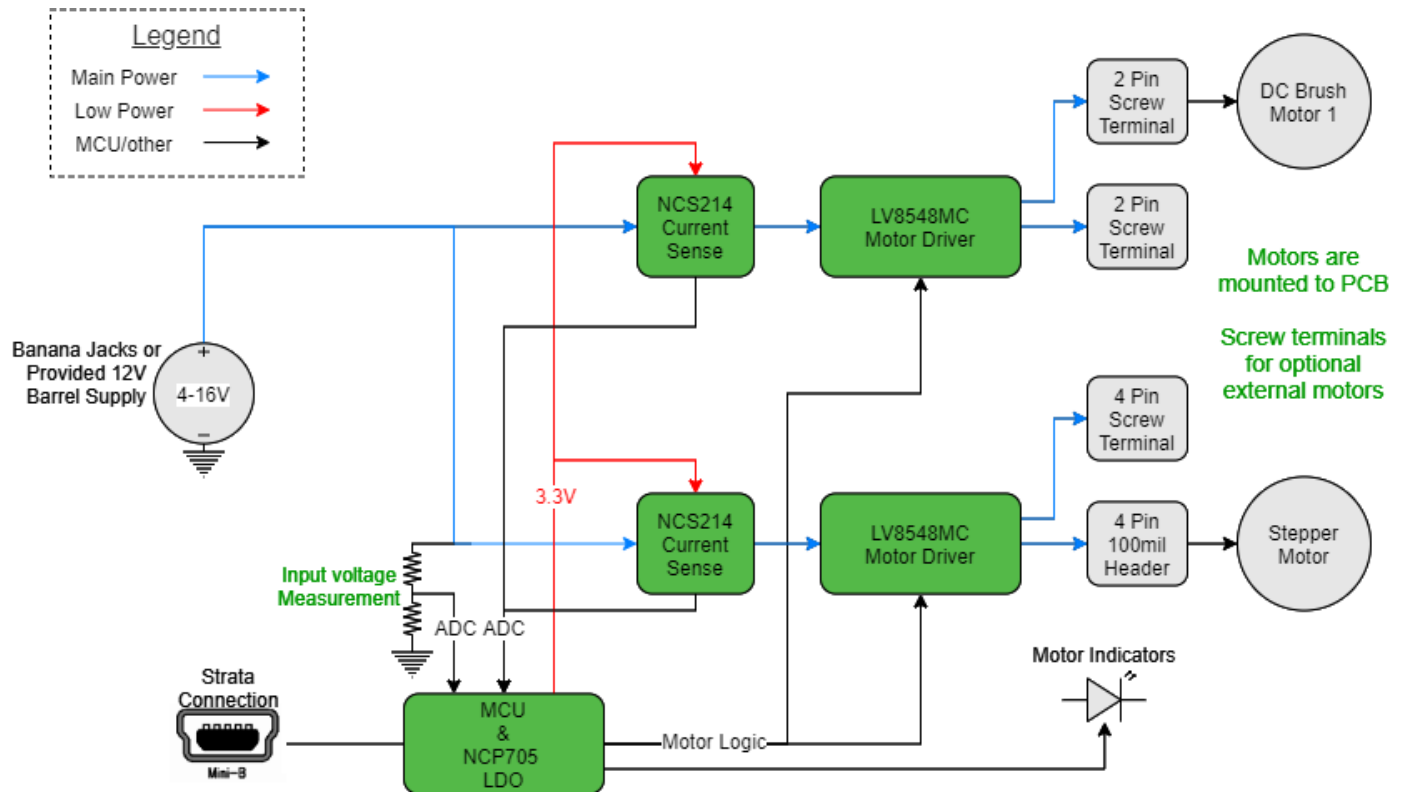 Legend
Main Power
Low Power
MCU/other
2 Pin
Screw
Terminal
DC Brush
Motor 1
NCS214
Current
Sense
LV8548MC
Motor Driver
2 Pin
Screw
Terminal
Motors are
mounted to PCB
Screw terminals
for optional
external motors
Banana Jacks or
Provided 12V
Barrel Supply
+
4-16V
–
4 Pin
Screw
Terminal
3.3V
NCS214
Current
Sense
LV8548MC
Motor Driver
4 Pin
100mil
Header
Stepper
Motor
Input voltage
Measurement
ADC
ADC
Strata
Connection
Mini-B
MCU
&
NCP705
LDO
Motor Logic
Motor Indicators